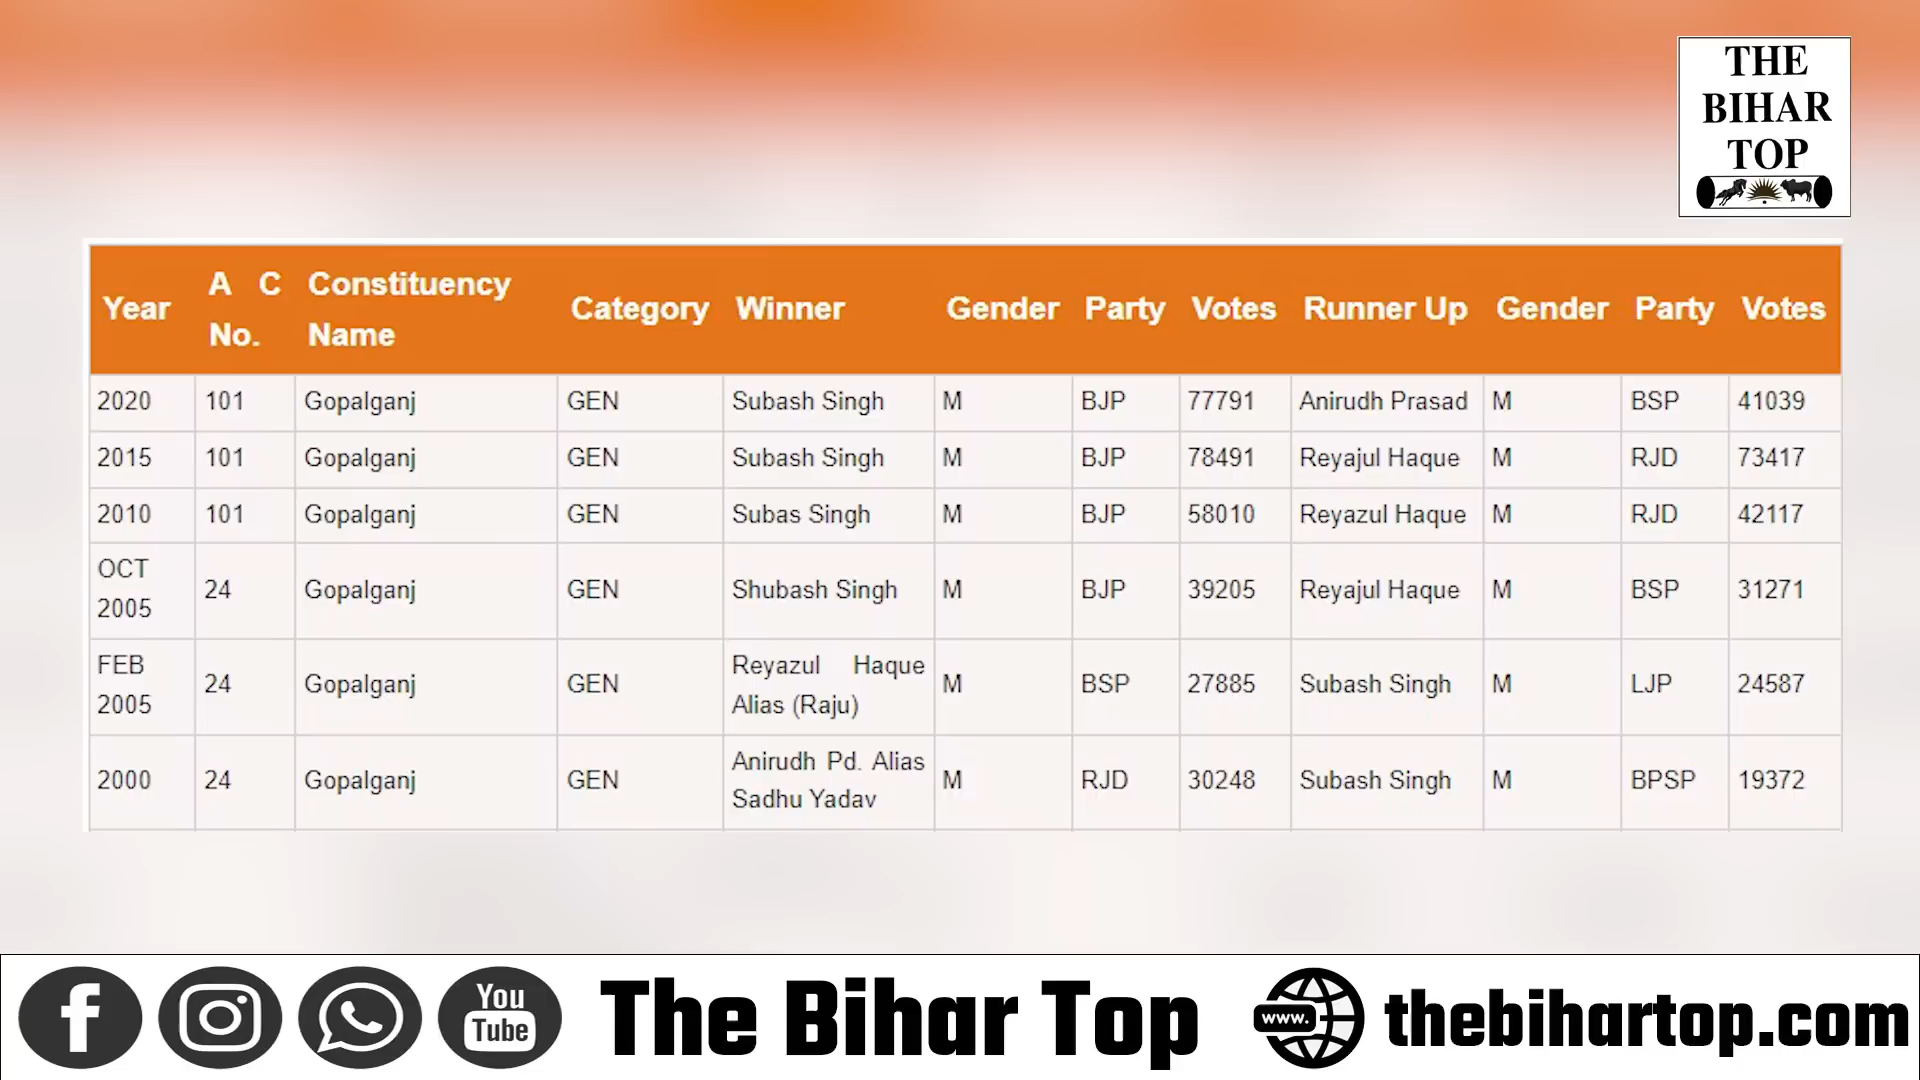 THE
BIHAR
TOP
Year A C No. Constituency Name Category Winner Gender Party Votes Runner Up Gender Party Votes
2020 101 Gopalganj GEN Subash Singh M BJP 77791 Anirudh Prasad M BSP 41039
2015 101 Gopalganj GEN Subash Singh M BJP 78491 Reyajul Haque M RJD 73417
2010 101 Gopalganj GEN Subas Singh M BJP 58010 Reyazul Haque M RJD 42117
OCT 2005 24 Gopalganj GEN Shubash Singh M BJP 39205 Reyajul Haque M BSP 31271
FEB 2005 24 Gopalganj GEN Reyazul Haque Alias (Raju) M BSP 27885 Subash Singh M LJP 24587
2000 24 Gopalganj GEN Anirudh Pd. Alias Sadhu Yadav M RJD 30248 Subash Singh M BPSP 19372
You Tube The Bihar Top www. thebihartop.com